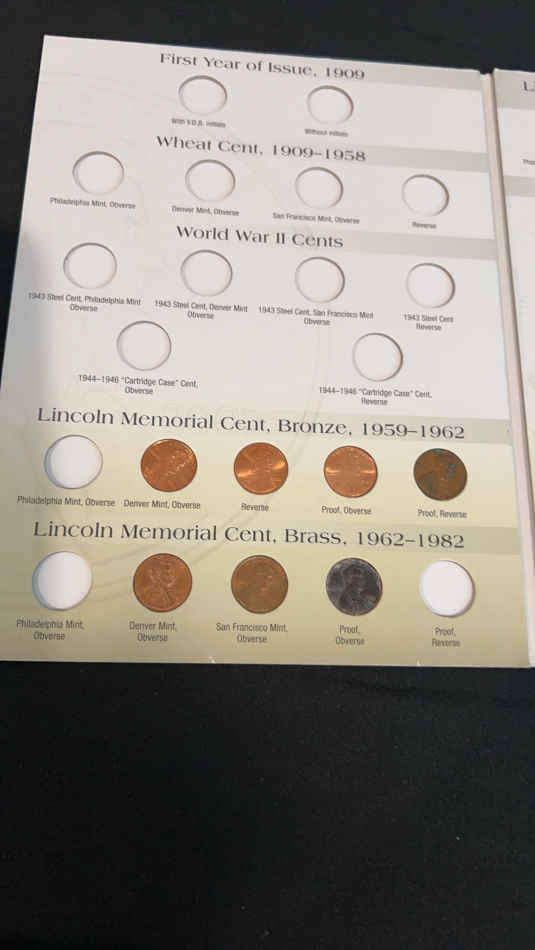 First Year of Issue, 1909
With V.D.B. initials
Without initials
Wheat Cent, 1909–1958
Philadelphia Mint, Obverse
Denver Mint, Obverse
San Francisco Mint, Obverse
Reverse
World War II Cents
1943 Steel Cent, Philadelphia Mint
Obverse
1943 Steel Cent, Denver Mint
Obverse
1943 Steel Cent, San Francisco Mint
Obverse
1943 Steel Cent
Reverse
1944–1946 "Cartridge Case" Cent,
Obverse
1944–1946 "Cartridge Case" Cent,
Reverse
Lincoln Memorial Cent, Bronze, 1959–1962
Philadelphia Mint, Obverse
Denver Mint, Obverse
Reverse
Proof, Obverse
Proof, Reverse
Lincoln Memorial Cent, Brass, 1962–1982
Philadelphia Mint,
Obverse
Denver Mint,
Obverse
San Francisco Mint,
Obverse
Proof,
Obverse
Proof,
Reverse